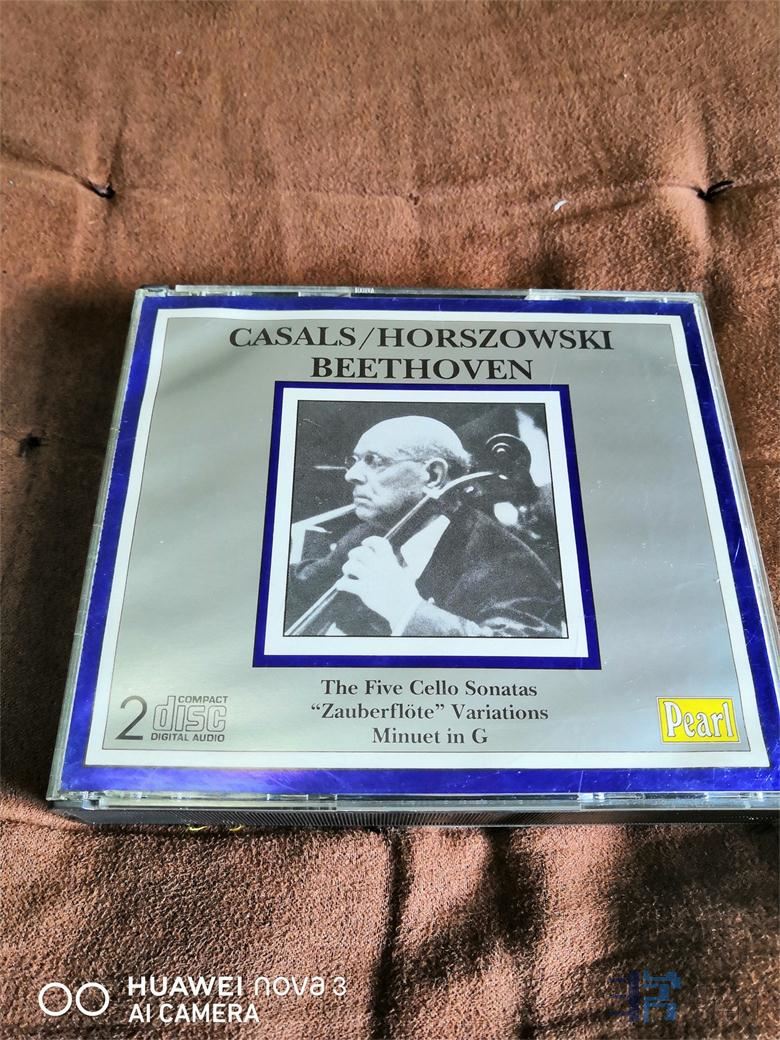 CASALS/HORSZOWSKI
BEETHOVEN
The Five Cello Sonatas
“Zauberflöte” Variations
Minuet in G
2 COMPACT
disc
DIGITAL AUDIO
Pearl
HUAWEI nova 3
AI CAMERA